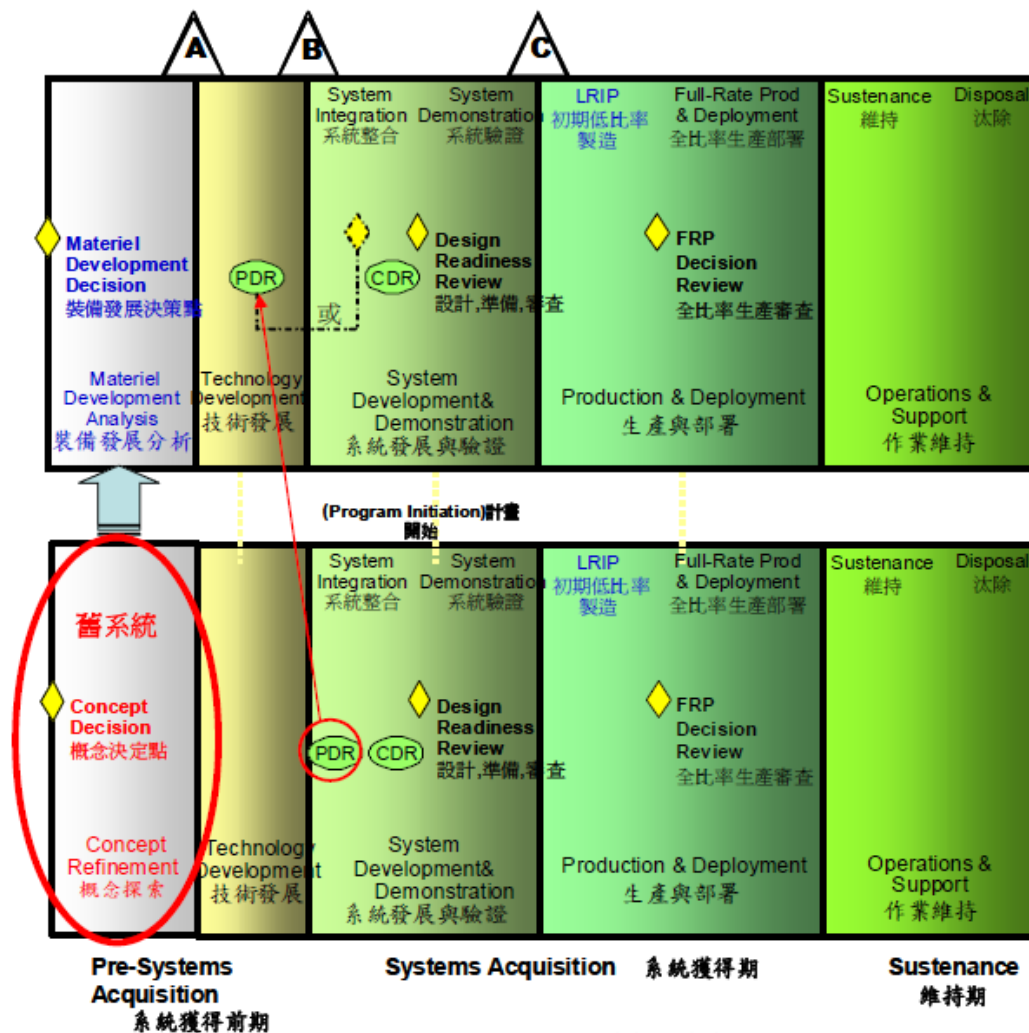 A
B
C
System
Integration
系統整合
System
Demonstration
系統驗證
LRIP
初期低比率
製造
Full-Rate Prod
& Deployment
全比率生產部署
Sustenance
維持
Disposal
汰除
Materiel
Development
Decision
裝備發展決策點
PDR
或
CDR
Design
Readiness
Review
設計,準備,審查
FRP
Decision
Review
全比率生產審查
Materiel
Development
Analysis
裝備發展分析
Technology
Development
技術發展
System
Development&
Demonstration
系統發展與驗證
Production & Deployment
生產與部署
Operations &
Support
作業維持
(Program Initiation)計畫
開始
System
Integration
系統整合
System
Demonstration
系統驗證
LRIP
初期低比率
製造
Full-Rate Prod
& Deployment
全比率生產部署
Sustenance
維持
Disposal
汰除
舊系統
Concept
Decision
概念決定點
PDR
CDR
Design
Readiness
Review
設計,準備,審查
FRP
Decision
Review
全比率生產審查
Concept
Refinement
概念探索
Technology
Development
技術發展
System
Development&
Demonstration
系統發展與驗證
Production & Deployment
生產與部署
Operations &
Support
作業維持
Pre-Systems
Acquisition
系統獲得前期
Systems Acquisition 系統獲得期
Sustenance
維持期